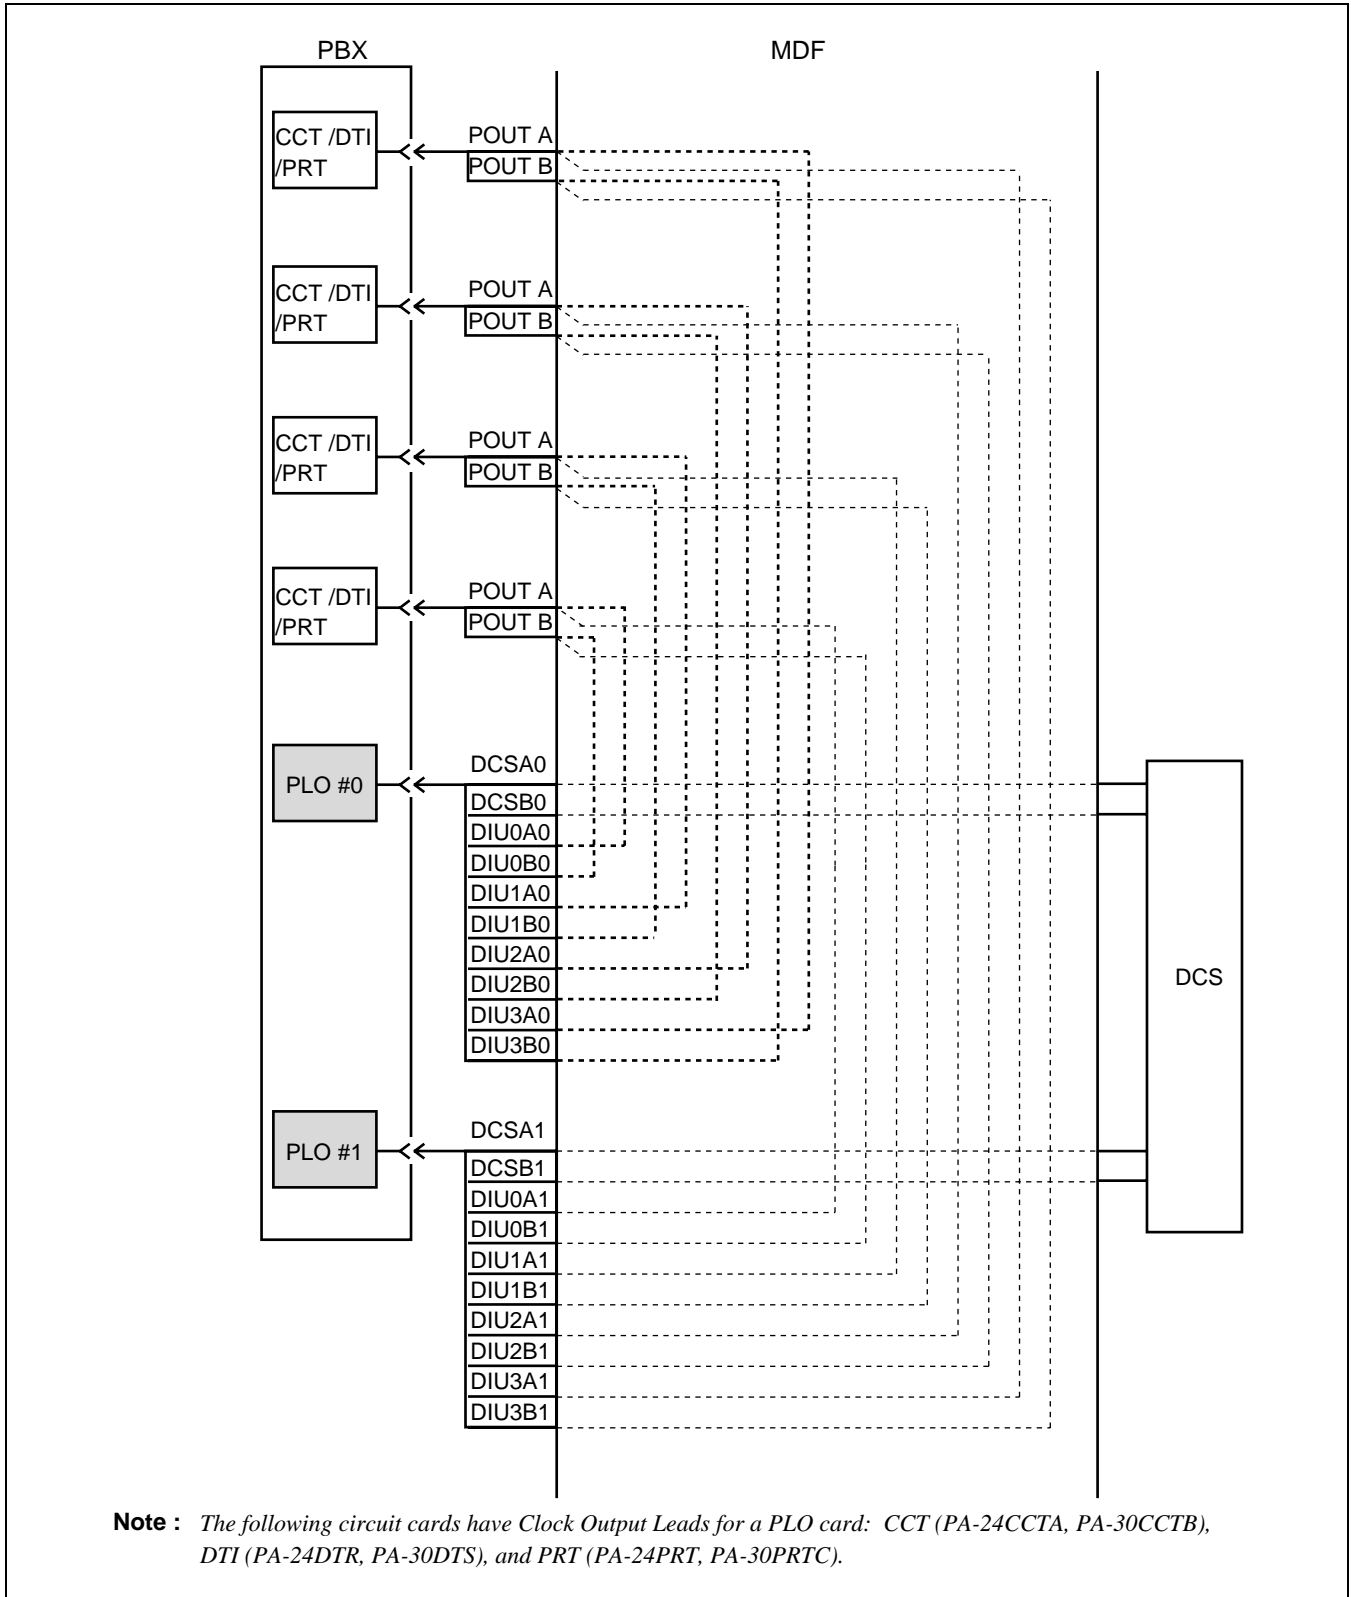 PBX
MDF
CCT /DTI
/PRT
POUT A
POUT B
CCT /DTI
/PRT
POUT A
POUT B
CCT /DTI
/PRT
POUT A
POUT B
CCT /DTI
/PRT
POUT A
POUT B
PLO #0
DCSA0
DCSB0
DIU0A0
DIU0B0
DIU1A0
DIU1B0
DIU2A0
DIU2B0
DIU3A0
DIU3B0
DCS
PLO #1
DCSA1
DCSB1
DIU0A1
DIU0B1
DIU1A1
DIU1B1
DIU2A1
DIU2B1
DIU3A1
DIU3B1
Note : The following circuit cards have Clock Output Leads for a PLO card: CCT (PA-24CCTA, PA-30CCTB),
DTI (PA-24DTR, PA-30DTS), and PRT (PA-24PRT, PA-30PRTC).